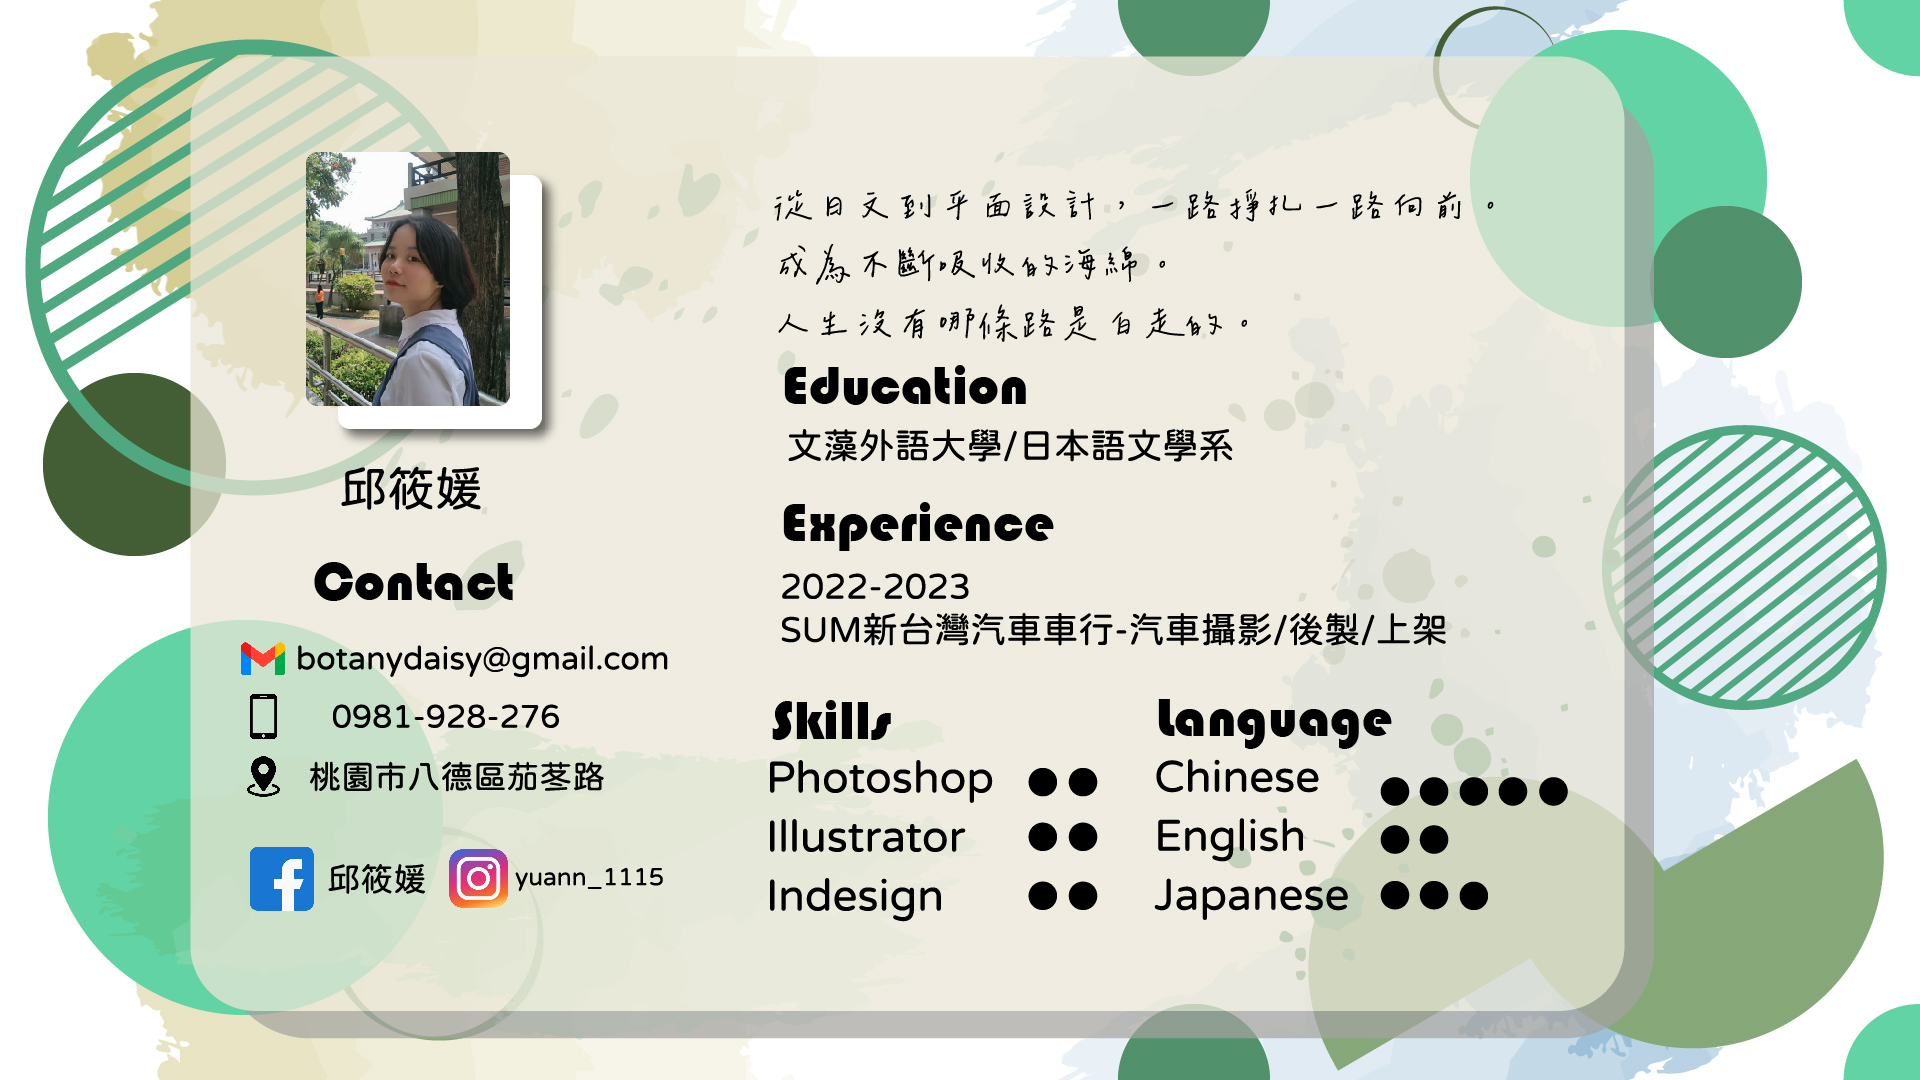 從日文到平面設計，一路掙扎一路向前。
成為不斷吸收的海綿。
人生沒有哪條路是白走的。
邱筱媛
Contact
botanydaisy@gmail.com
0981-928-276
桃園市八德區茄苳路
邱筱媛
yuann_1115
Education
文藻外語大學/日本語文學系
Experience
2022-2023
SUM新台灣汽車車行-汽車攝影/後製/上架
Skills
Photoshop
Illustrator
Indesign
Language
Chinese
English
Japanese